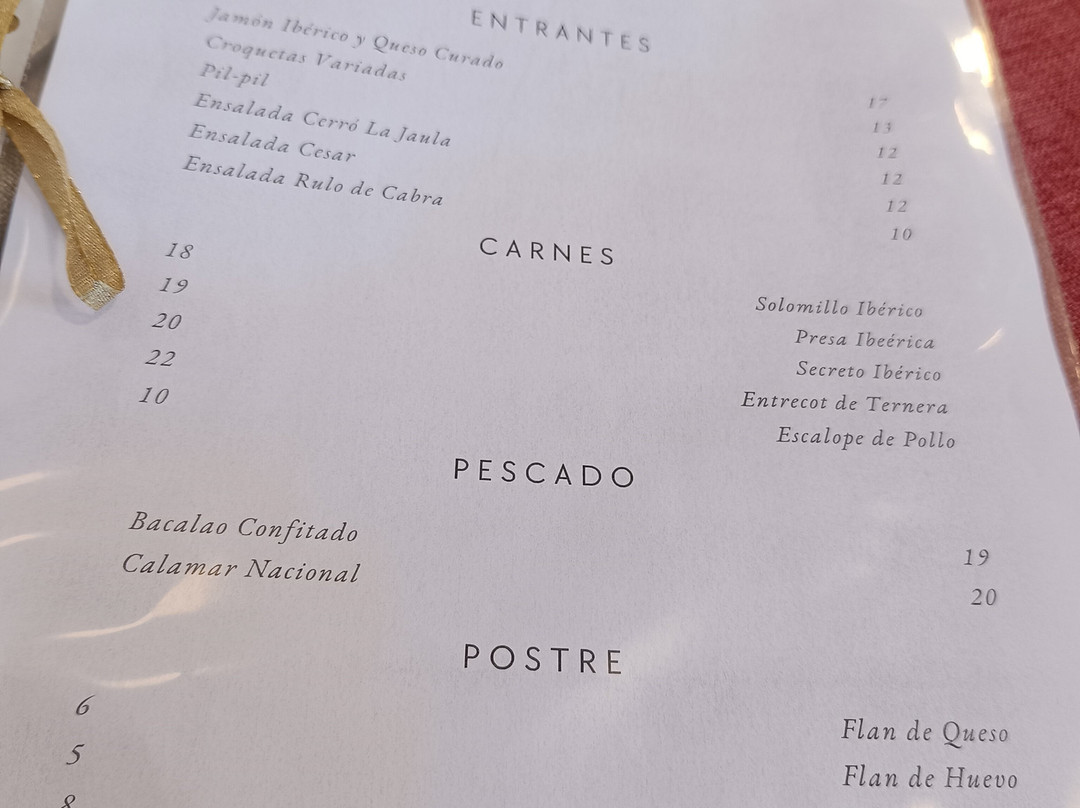 ENTRANTES
Jamón Ibérico y Queso Curado 17
Croquetas Variadas 13
Pil-pil 12
Ensalada Cerró La Jaula 12
Ensalada Cesar 12
Ensalada Rulo de Cabra 10
CARNES
18 Solomillo Ibérico
19 Presa Ibeérica
20 Secreto Ibérico
22 Entrecot de Ternera
10 Escalope de Pollo
PESCADO
Bacalao Confitado 19
Calamar Nacional 20
POSTRE
6 Flan de Queso
5 Flan de Huevo
8